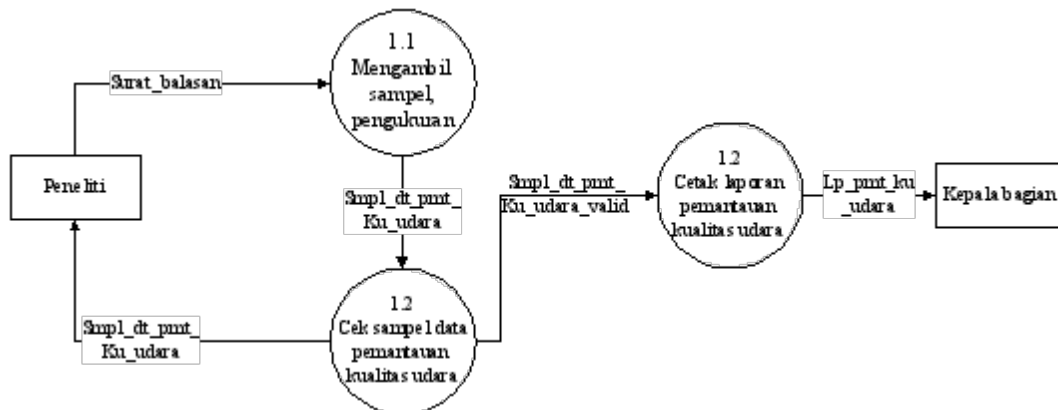 1.1
Mengambil
sampel,
pengukuran
Surat_balasan
Peneliti
Smpl_dt_pmt_
Ku_udara
1.2
Cek sampel data
pemantauan
kualitas udara
Smpl_dt_pmt_
Ku_udara
Smpl_dt_pmt_
Ku_udara_valid
1.2
Cetak laporan
pemantauan
kualitas udara
Lp_pmt_ku
_udara
Kepala bagian